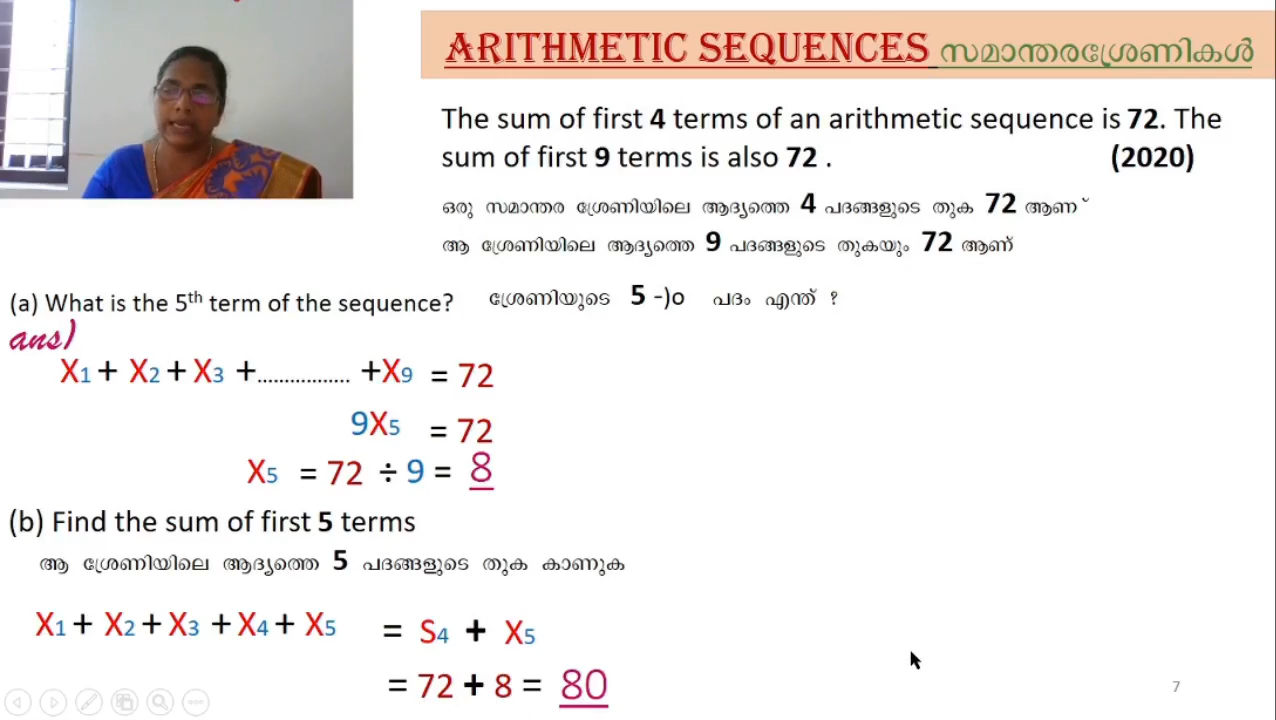 ARITHMETIC SEQUENCES സമാന്തരശ്രേണികൾ
The sum of first 4 terms of an arithmetic sequence is 72. The
sum of first 9 terms is also 72 . (2020)
ഒരു സമാന്തര ശ്രേണിയിലെ ആദ്യത്തെ 4 പദങ്ങളുടെ തുക 72 ആണ്
ആ ശ്രേണിയിലെ ആദ്യത്തെ 9 പദങ്ങളുടെ തുകയും 72 ആണ്
(a) What is the 5th term of the sequence? ശ്രേണിയുടെ 5 -)o പദം എന്ത് ?
ans)
X1 + X2 + X3 +................. +X9 = 72
9X5 = 72
X5 = 72 ÷ 9 = 8
(b) Find the sum of first 5 terms
ആ ശ്രേണിയിലെ ആദ്യത്തെ 5 പദങ്ങളുടെ തുക കാണുക
X1 + X2 + X3 + X4 + X5 = S4 + X5
= 72 + 8 = 80
7